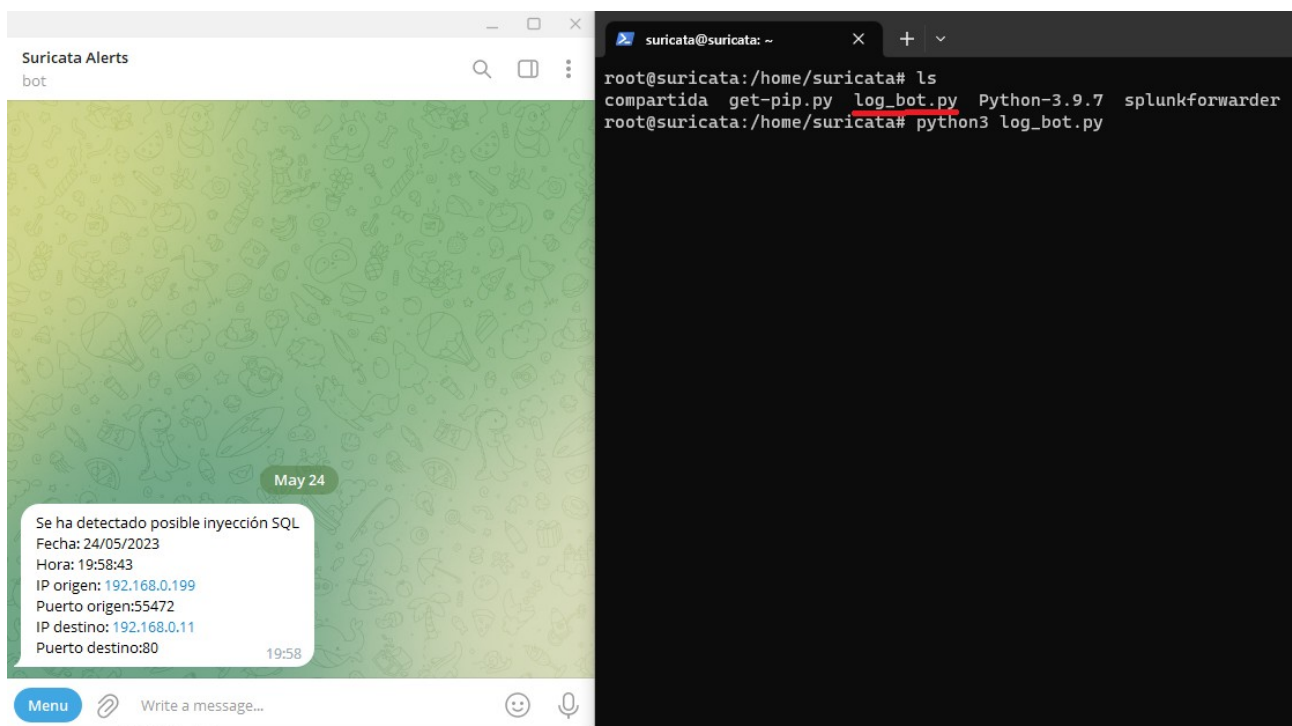 Suricata Alerts
bot
May 24
Se ha detectado posible inyección SQL
Fecha: 24/05/2023
Hora: 19:58:43
IP origen: 192.168.0.199
Puerto origen:55472
IP destino: 192.168.0.11
Puerto destino:80
19:58
Menu
Write a message...
suricata@suricata: ~
root@suricata:/home/suricata# ls
compartida get-pip.py log_bot.py Python-3.9.7 splunkforwarder
root@suricata:/home/suricata# python3 log_bot.py